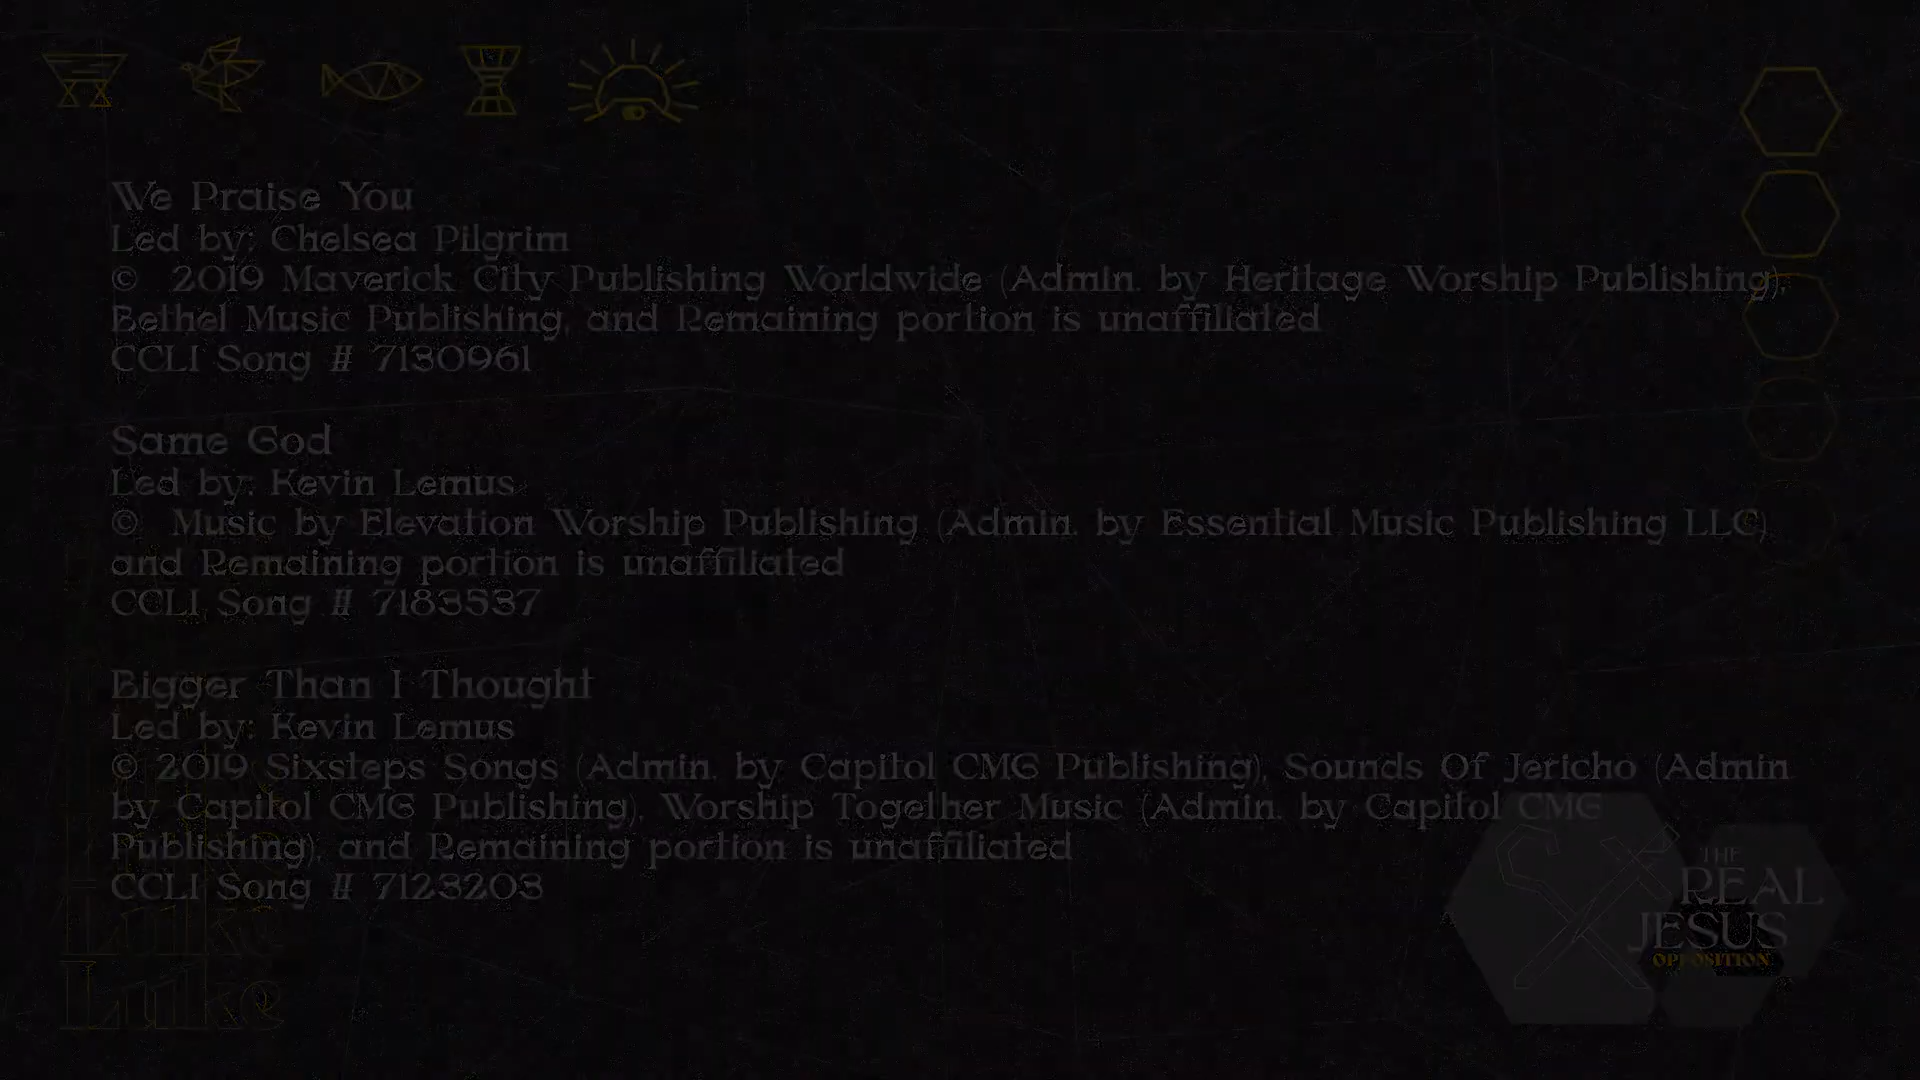 We Praise You
Led by: Chelsea Pilgrim
© 2019 Maverick City Publishing Worldwide (Admin. by Heritage Worship Publishing),
Bethel Music Publishing, and Remaining portion is unaffiliated
CCLI Song # 7130961
Same God
Led by: Kevin Lemus
© Music by Elevation Worship Publishing (Admin. by Essential Music Publishing LLC)
and Remaining portion is unaffiliated
CCLI Song # 7183537
Bigger Than I Thought
Led by: Kevin Lemus
© 2019 Sixsteps Songs (Admin. by Capitol CMG Publishing), Sounds Of Jericho (Admin.
by Capitol CMG Publishing), Worship Together Music (Admin. by Capitol CMG
Publishing), and Remaining portion is unaffiliated
CCLI Song # 7123203
Luke
Luke
THE
REAL
JESUS
OPPOSITION